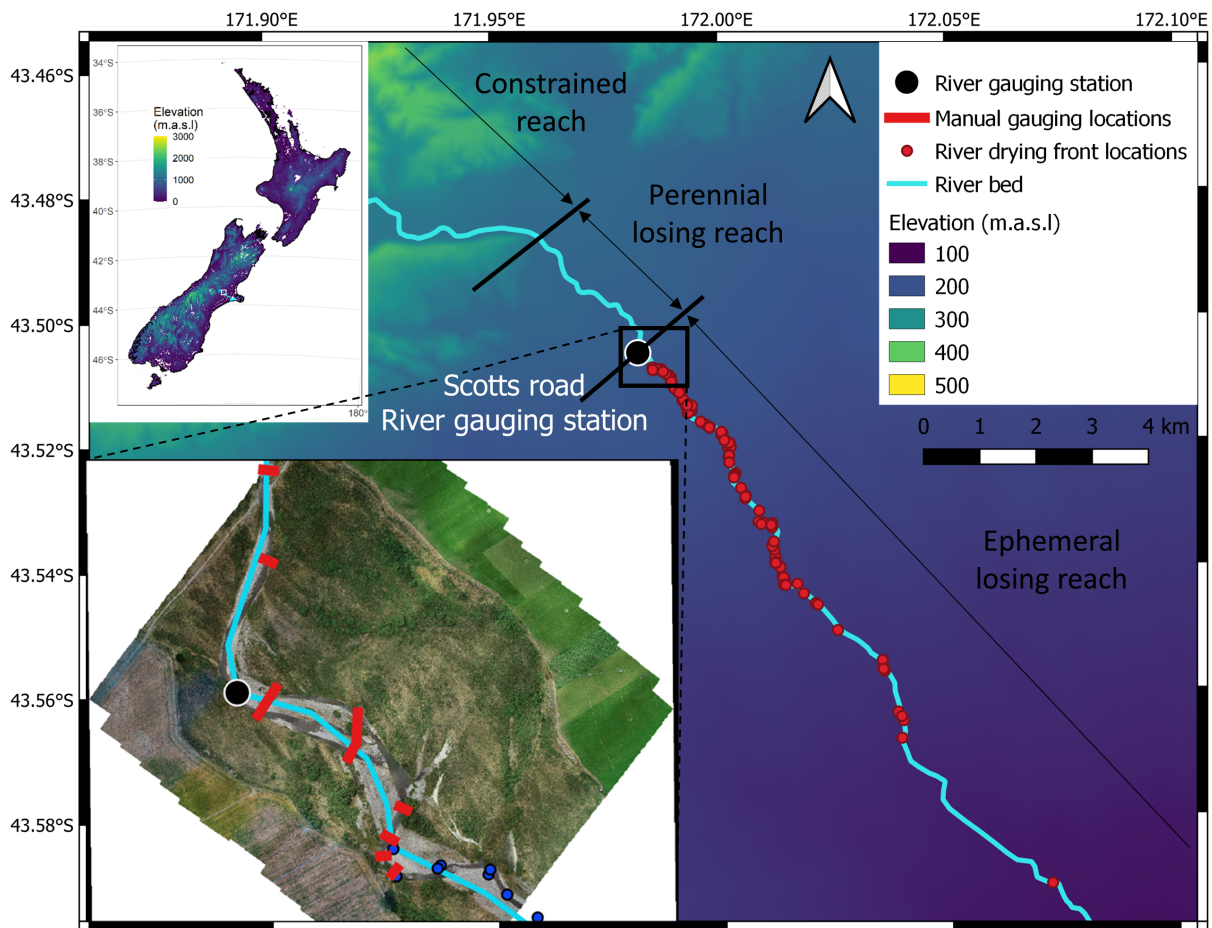 171.90°E 171.95°E 172.00°E 172.05°E 172.10°E
43.46°S
43.48°S
43.50°S
43.52°S
43.54°S
43.56°S
43.58°S
34°S
36°S
38°S
40°S
42°S
44°S
46°S
180°
Elevation
(m.a.s.l)
3000
2000
1000
0
Constrained
reach
Perennial
losing reach
Scotts road
River gauging station
Ephemeral
losing reach
River gauging station
Manual gauging locations
River drying front locations
River bed
Elevation (m.a.s.l)
100
200
300
400
500
0 1 2 3 4 km